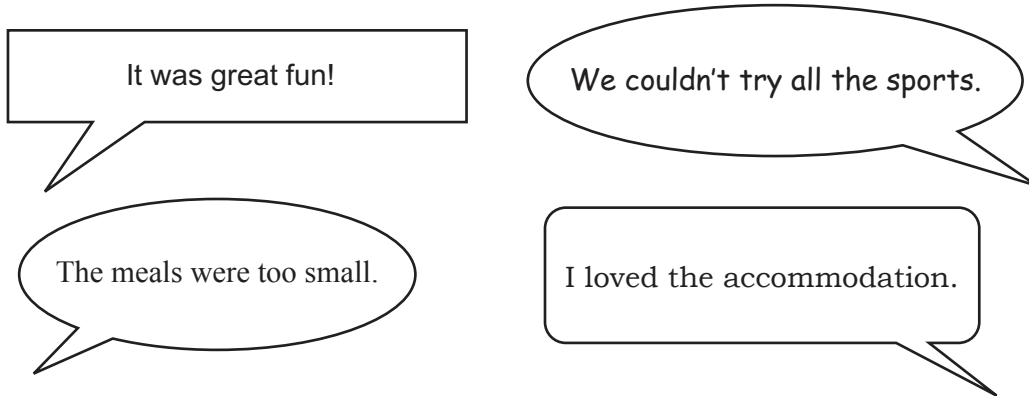 It was great fun!
We couldn't try all the sports.
The meals were too small.
I loved the accommodation.